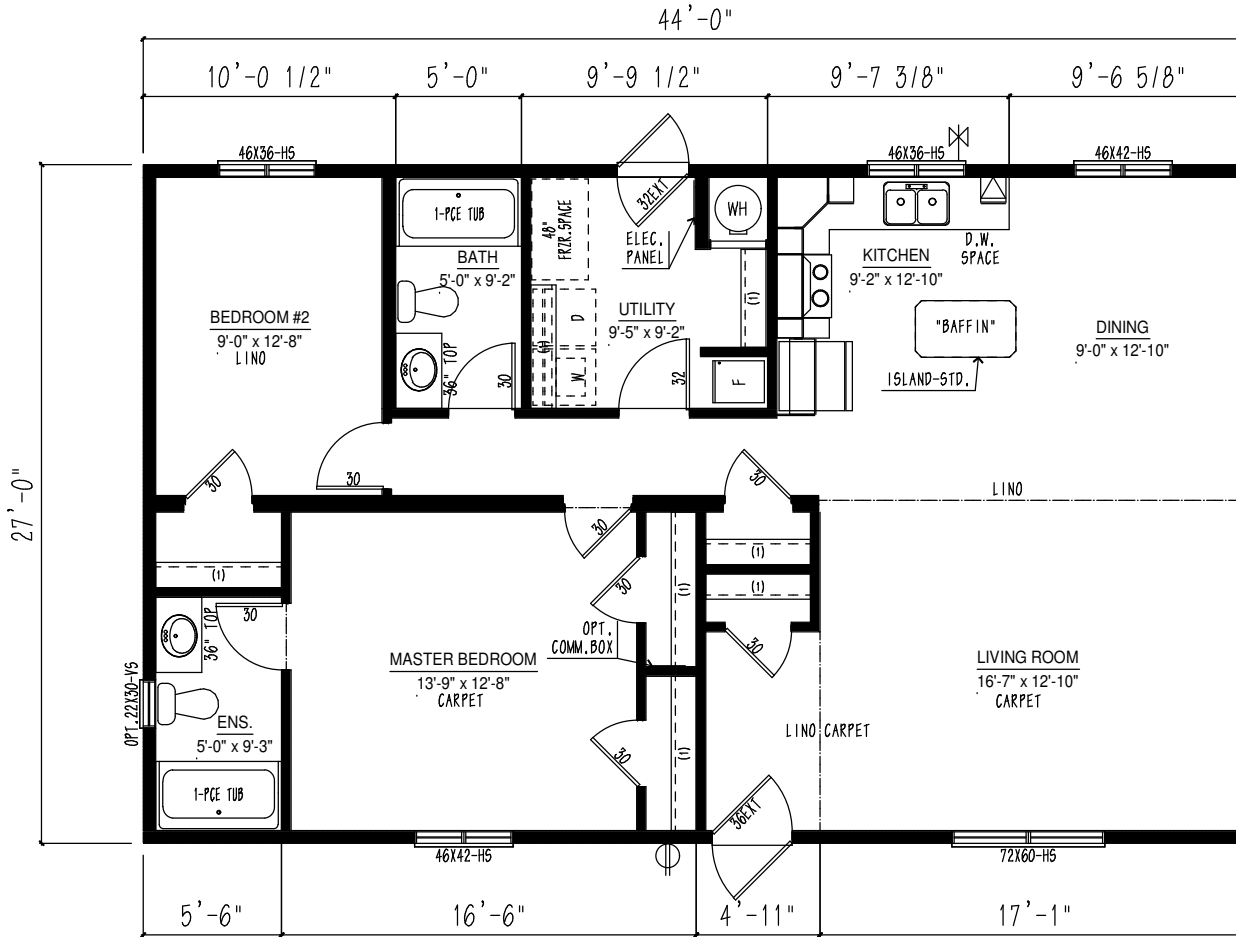 44'-0"
10'-0 1/2"
5'-0"
9'-9 1/2"
9'-7 3/8"
9'-6 5/8"
46X36-HS
46X36-HS
46X42-HS
1-PCE TUB
48"
FRZR.SPACE
32EXT
WH
ELEC.
PANEL
D.W.
SPACE
BATH
5'-0" x 9'-2"
KITCHEN
9'-2" x 12'-10"
BEDROOM #2
9'-0" x 12'-8"
LINO
UTILITY
9'-5" x 9'-2"
(1)
D
(1)
W
"BAFFIN"
DINING
9'-0" x 12'-10"
36" TOP
30
32
F
ISLAND-STD.
27'-0"
30
30
30
LINO
30
(1)
(1)
(1)
(1)
30
30
36" TOP
OPT.
COMM.BOX
30
MASTER BEDROOM
13'-9" x 12'-8"
CARPET
LIVING ROOM
16'-7" x 12'-10"
CARPET
OPT.22X30-VS
ENS.
5'-0" x 9'-3"
30
(1)
LINO CARPET
1-PCE TUB
36EXT
46X42-HS
72X60-HS
5'-6"
16'-6"
4'-11"
17'-1"